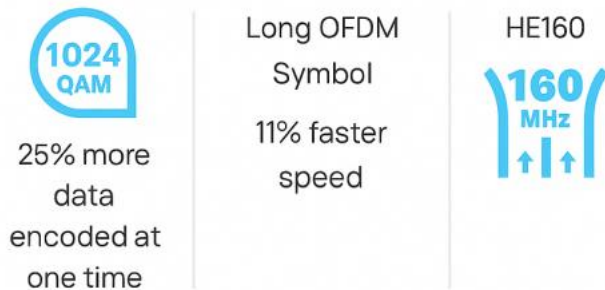 1024
QAM
25% more
data
encoded at
one time
Long OFDM
Symbol
11% faster
speed
HE160
160
MHz